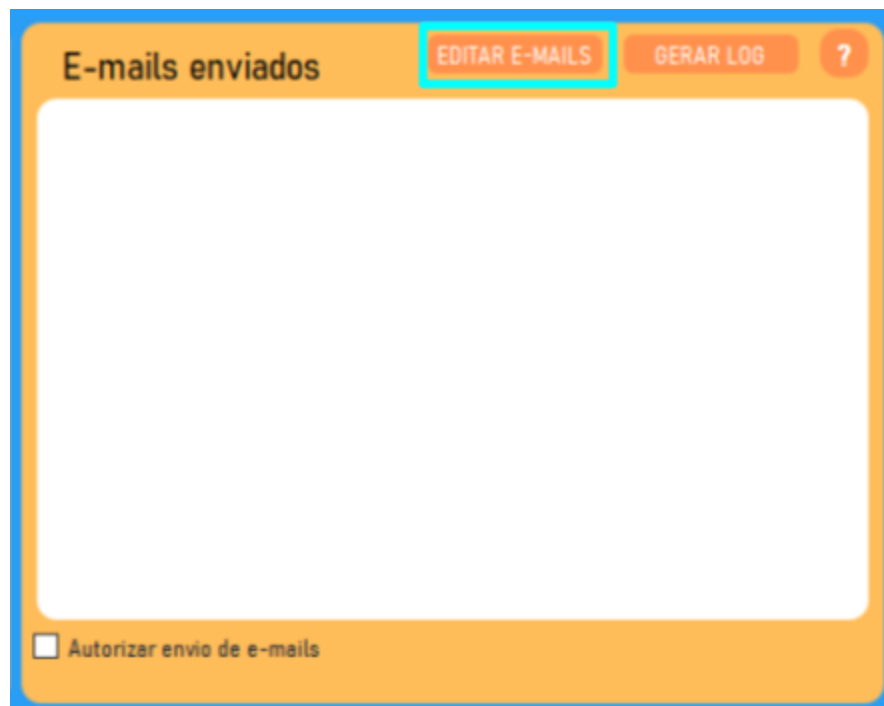 E-mails enviados
EDITAR E-MAILS
GERAR LOG
?
Autorizar envio de e-mails